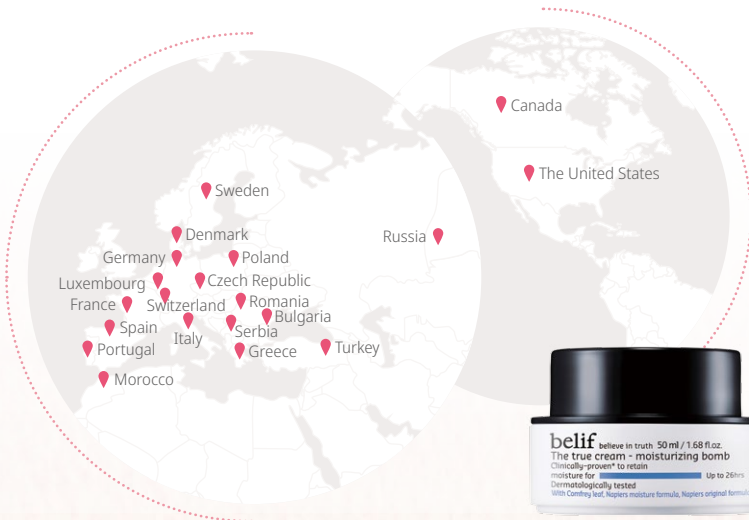 Canada
The United States
Sweden
Denmark
Russia
Germany
Poland
Luxembourg
Czech Republic
France
Switzerland
Romania
Bulgaria
Spain
Italy
Serbia
Portugal
Greece
Turkey
Morocco
belif believe in truth 50 ml / 1.68 fl.oz.
The true cream - moisturizing bomb
Clinically-proven* to retain
moisture for Up to 26hrs
Dermatologically tested
With Comfrey leaf, Napiers moisture formula, Napiers original formula